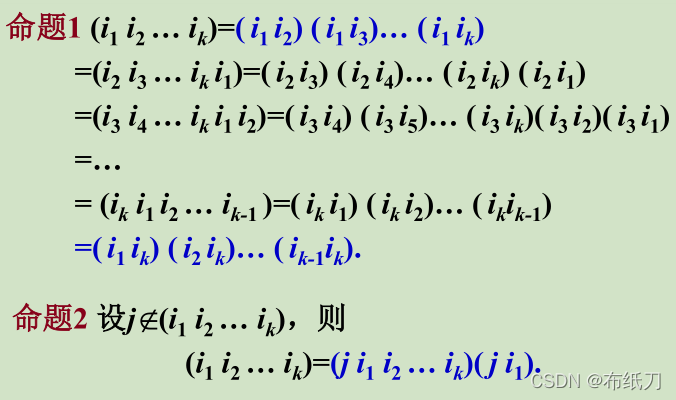 命题1 (i₁ i₂ … iₖ)=( i₁ i₂) ( i₁ i₃)… ( i₁ iₖ)
=(i₂ i₃ … iₖ i₁)=( i₂ i₃) ( i₂ i₄)… ( i₂ iₖ) ( i₂ i₁)
=(i₃ i₄ … iₖ i₁ i₂)=( i₃ i₄) ( i₃ i₅)… ( i₃ iₖ)( i₃ i₂)( i₃ i₁)
=…
= (iₖ i₁ i₂ … iₖ₋₁ )=( iₖ i₁) ( iₖ i₂)… ( iₖiₖ₋₁)
=( i₁ iₖ) ( i₂ iₖ)… ( iₖ₋₁iₖ).
命题2 设j∉(i₁ i₂ … iₖ)，则
(i₁ i₂ … iₖ)=(j i₁ i₂ … iₖ)( j i₁).
CSDN @布纸刀